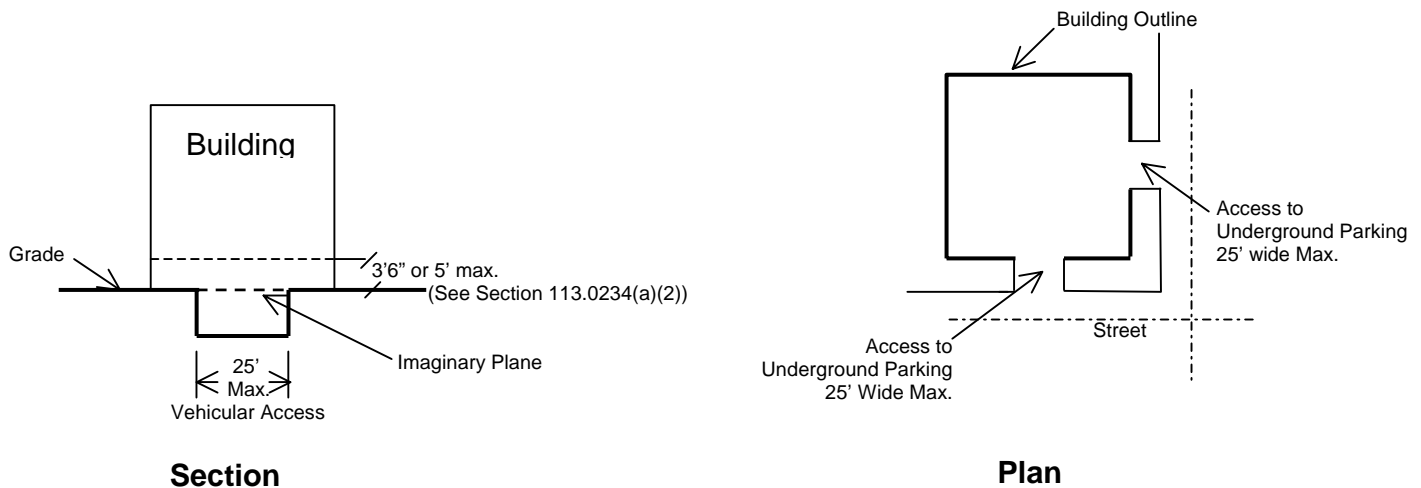 Building
Grade
3'6" or 5' max.
(See Section 113.0234(a)(2))
Imaginary Plane
25'
Max.
Vehicular Access
Section
Building Outline
Access to
Underground Parking
25' wide Max.
Street
Access to
Underground Parking
25' Wide Max.
Plan